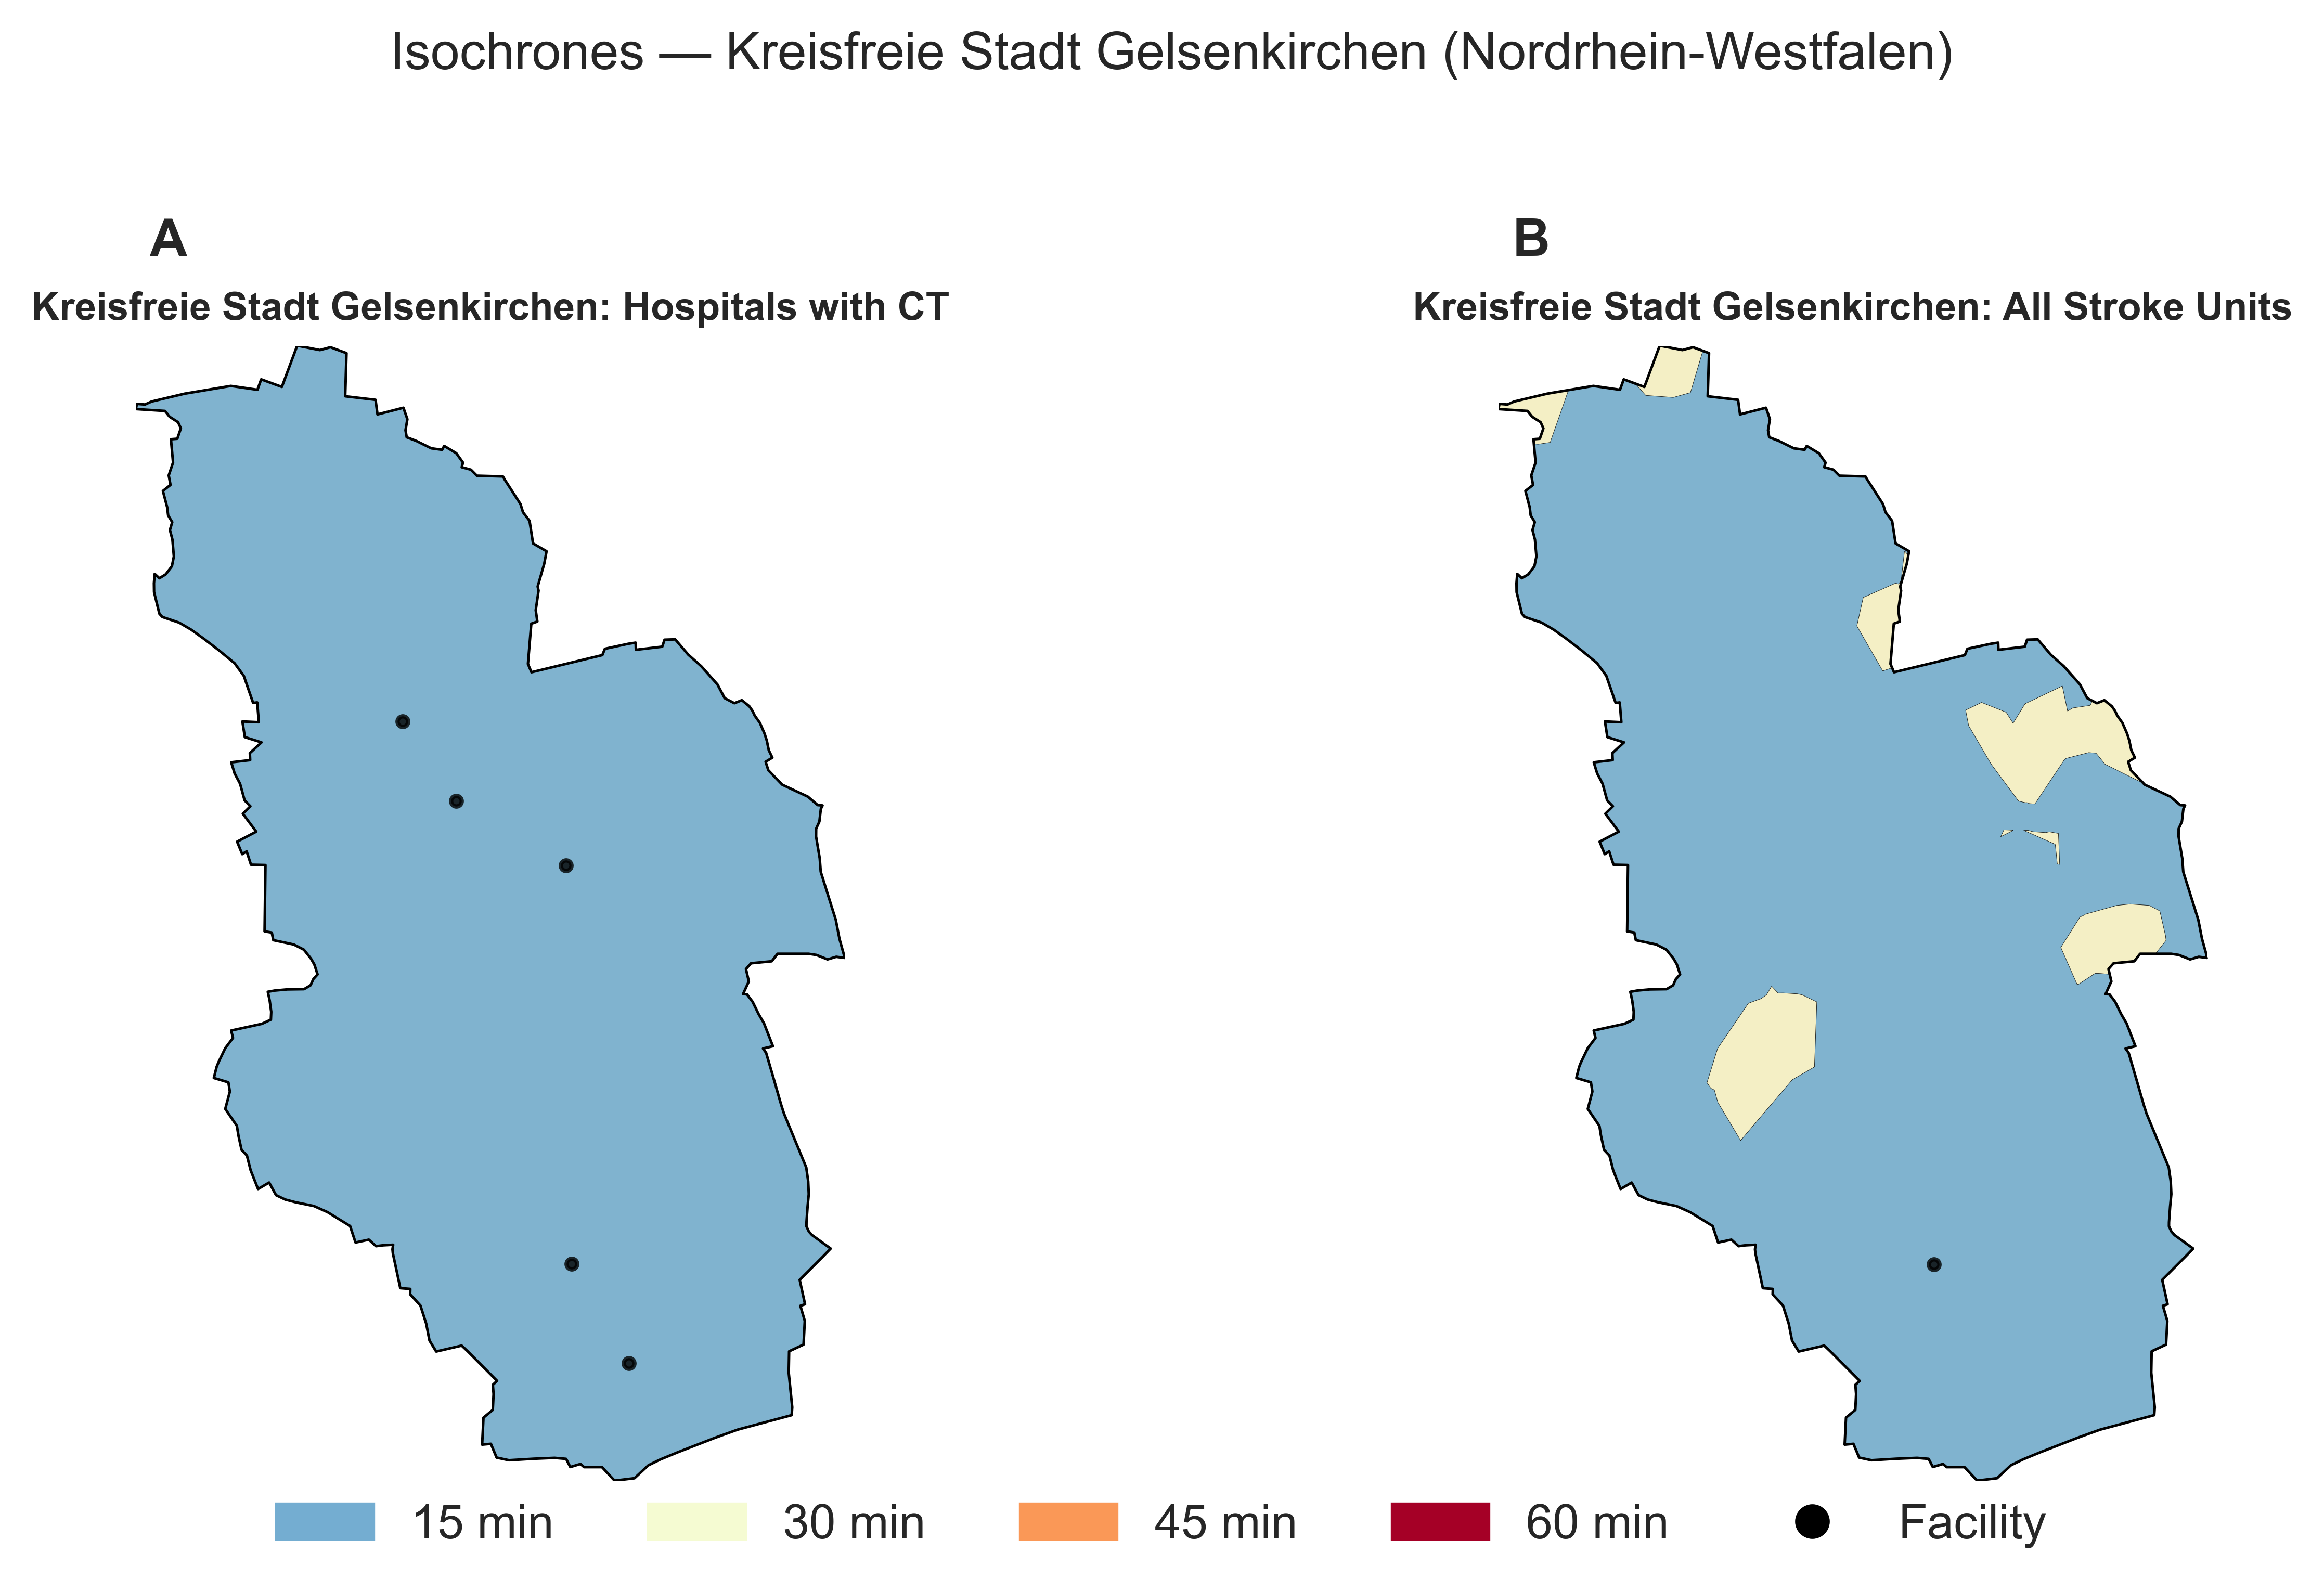 Isochrones — Kreisfreie Stadt Gelsenkirchen (Nordrhein-Westfalen)
A
Kreisfreie Stadt Gelsenkirchen: Hospitals with CT
B
Kreisfreie Stadt Gelsenkirchen: All Stroke Units
15 min
30 min
45 min
60 min
Facility